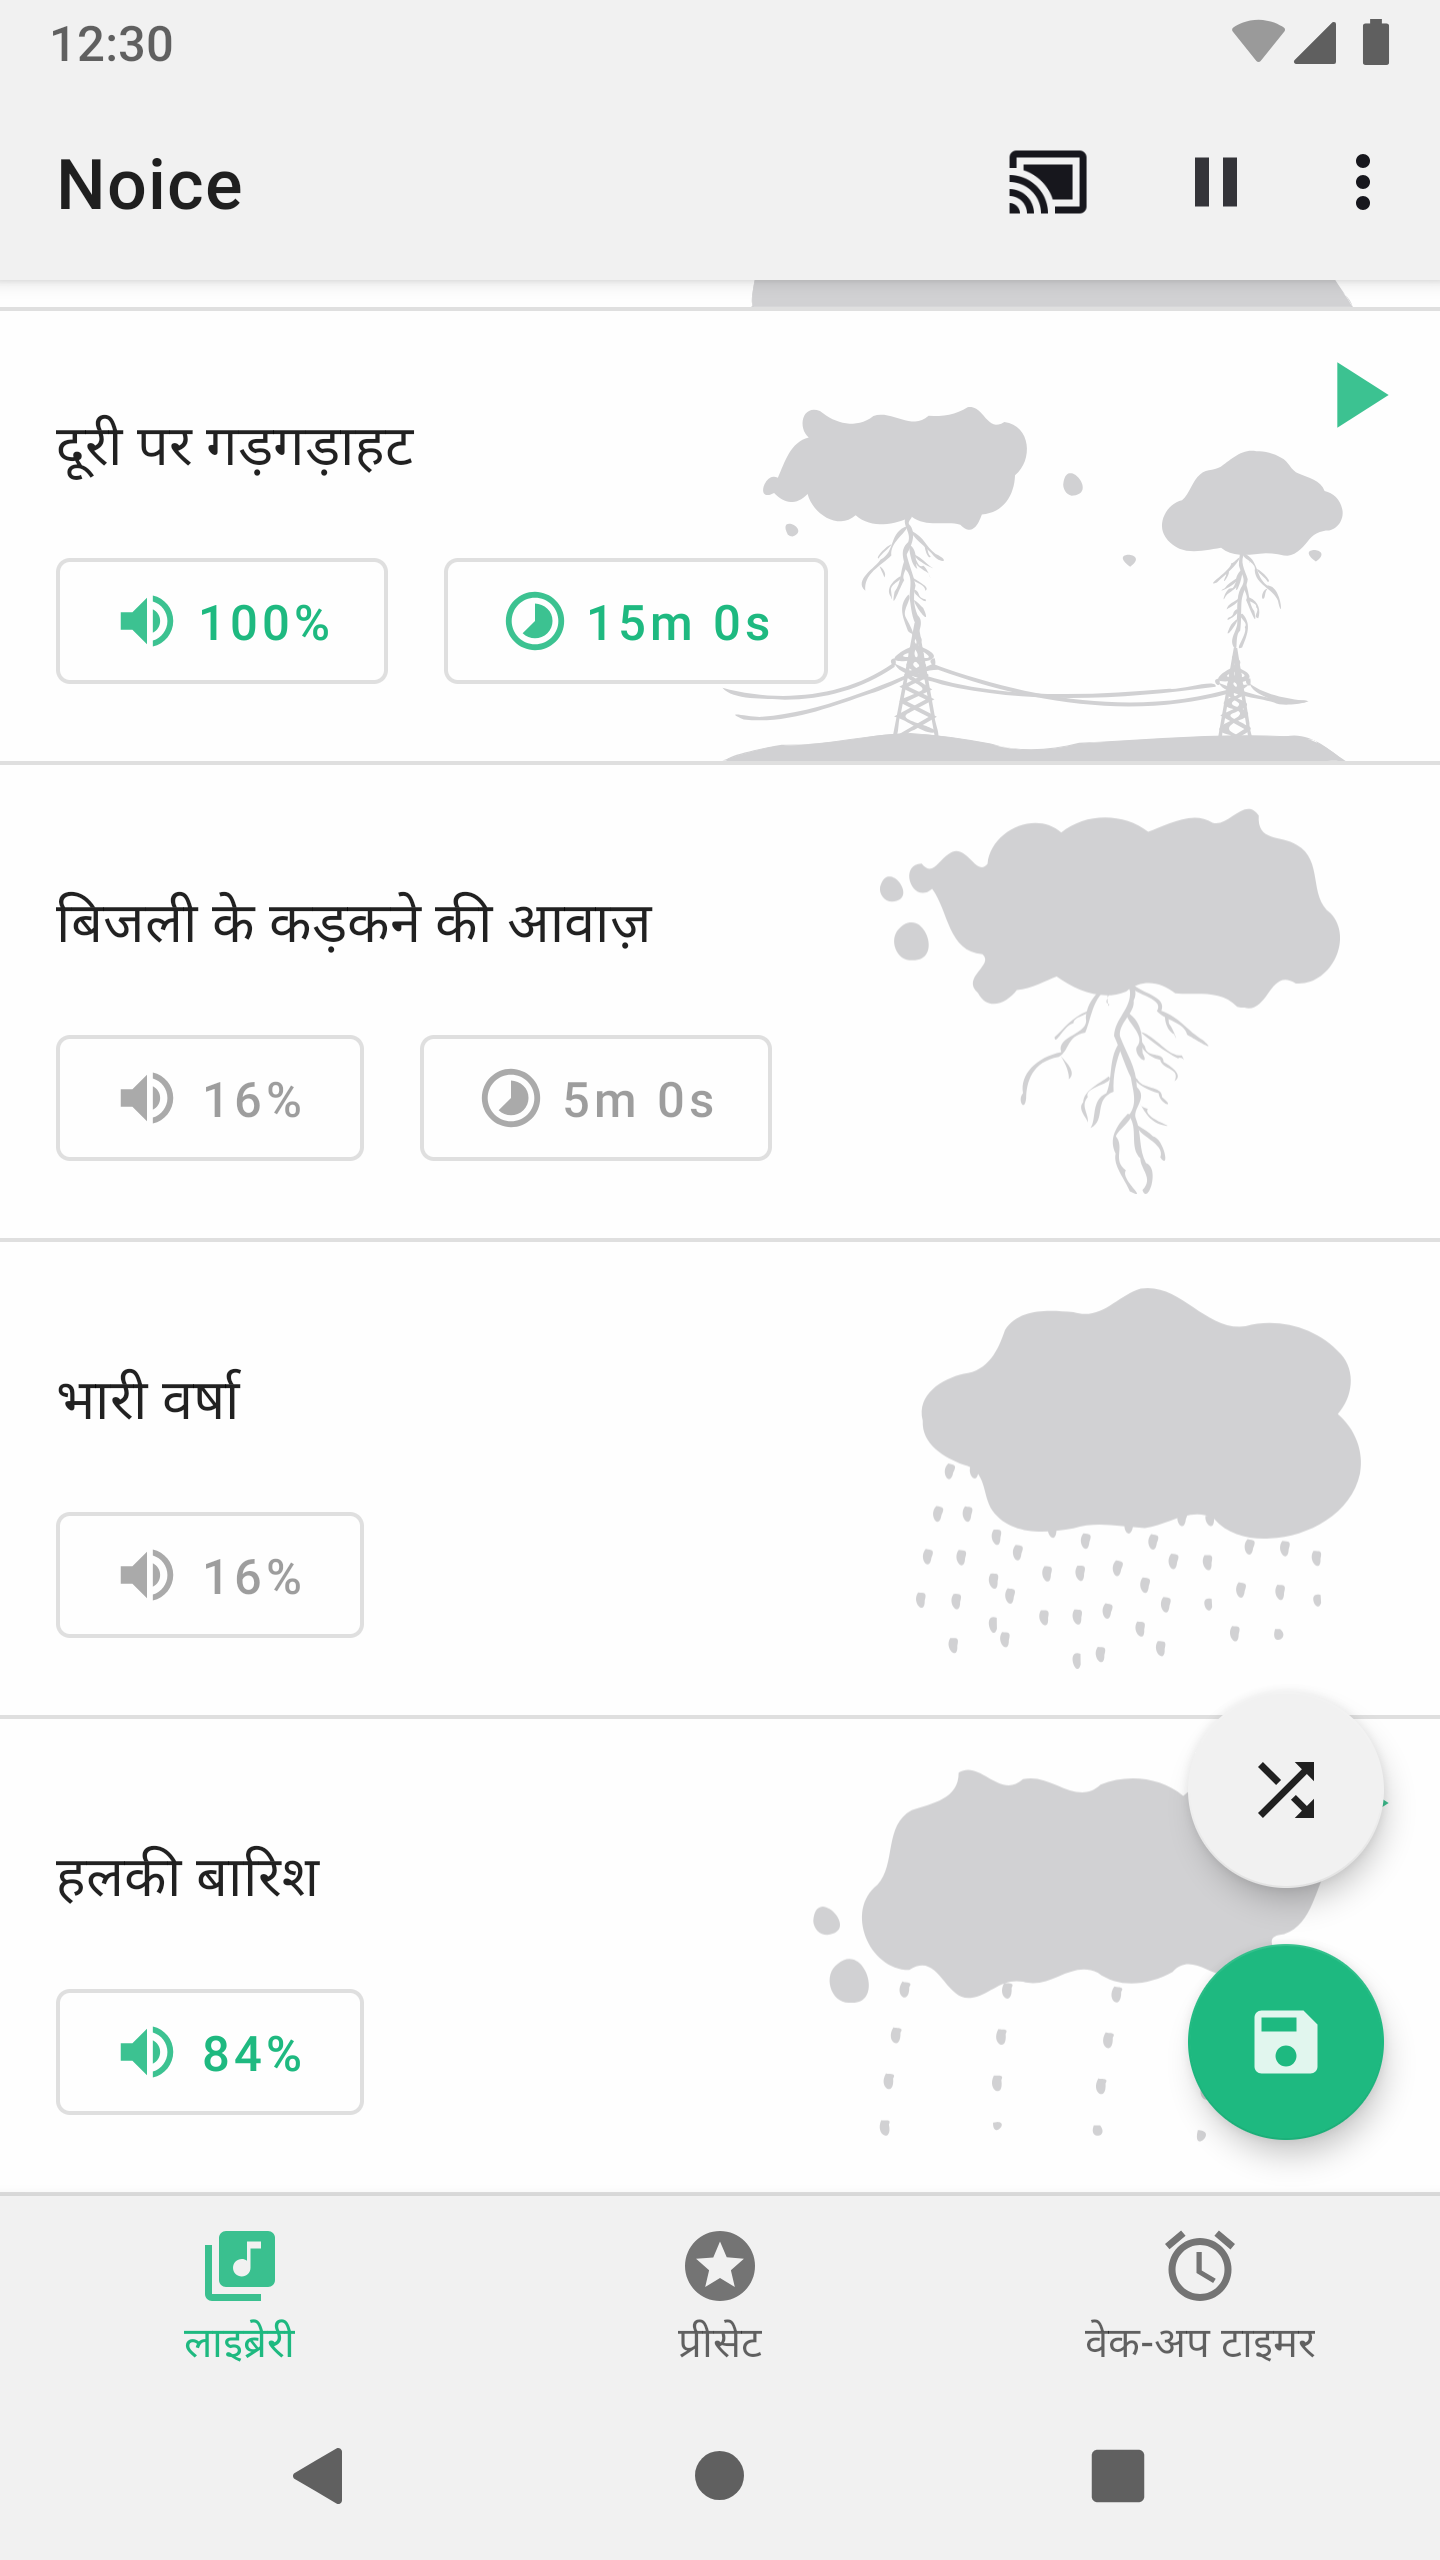 12:30
Noice
दूरी पर गड़गड़ाहट
100%
15m 0s
बिजली के कड़कने की आवाज़
16%
5m 0s
भारी वर्षा
16%
हलकी बारिश
84%
लाइब्रेरी
प्रीसेट
वेक-अप टाइमर